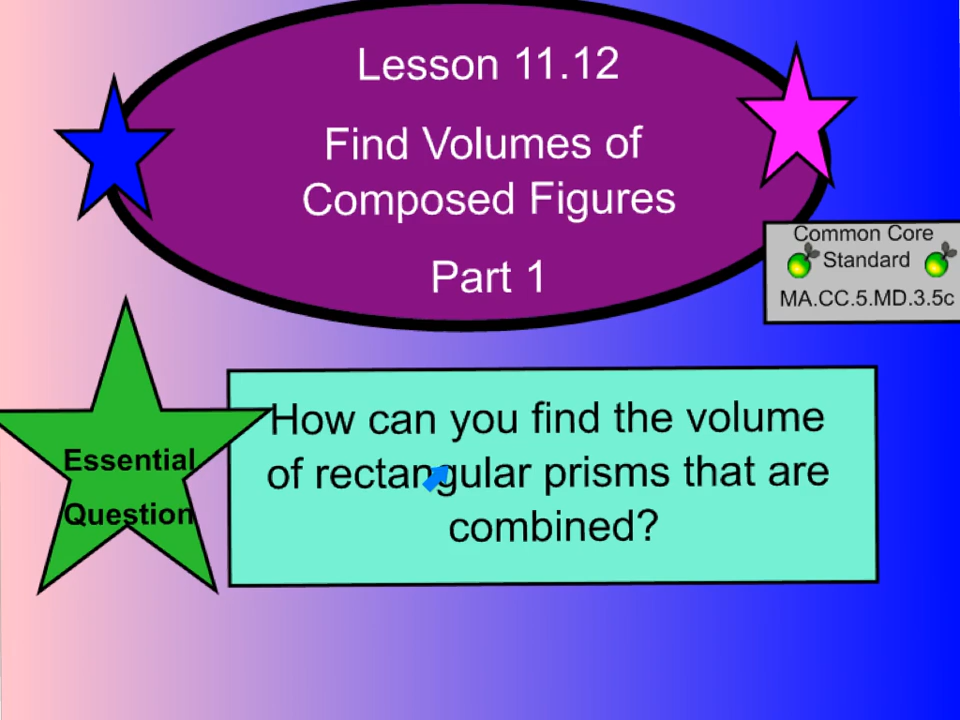 Lesson 11.12
Find Volumes of
Composed Figures
Part 1
Common Core
Standard
MA.CC.5.MD.3.5c
Essential
Question
How can you find the volume
of rectangular prisms that are
combined?